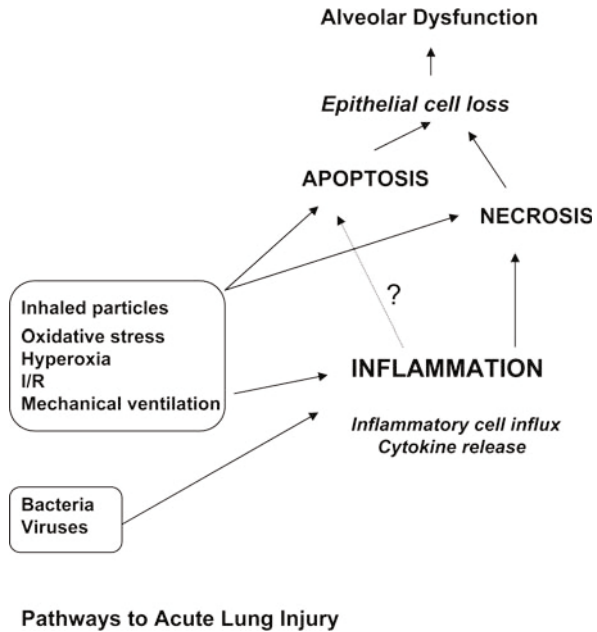 Alveolar Dysfunction
Epithelial cell loss
APOPTOSIS
NECROSIS
?
Inhaled particles
Oxidative stress
Hyperoxia
I/R
Mechanical ventilation
INFLAMMATION
Inflammatory cell influx
Cytokine release
Bacteria
Viruses
Pathways to Acute Lung Injury